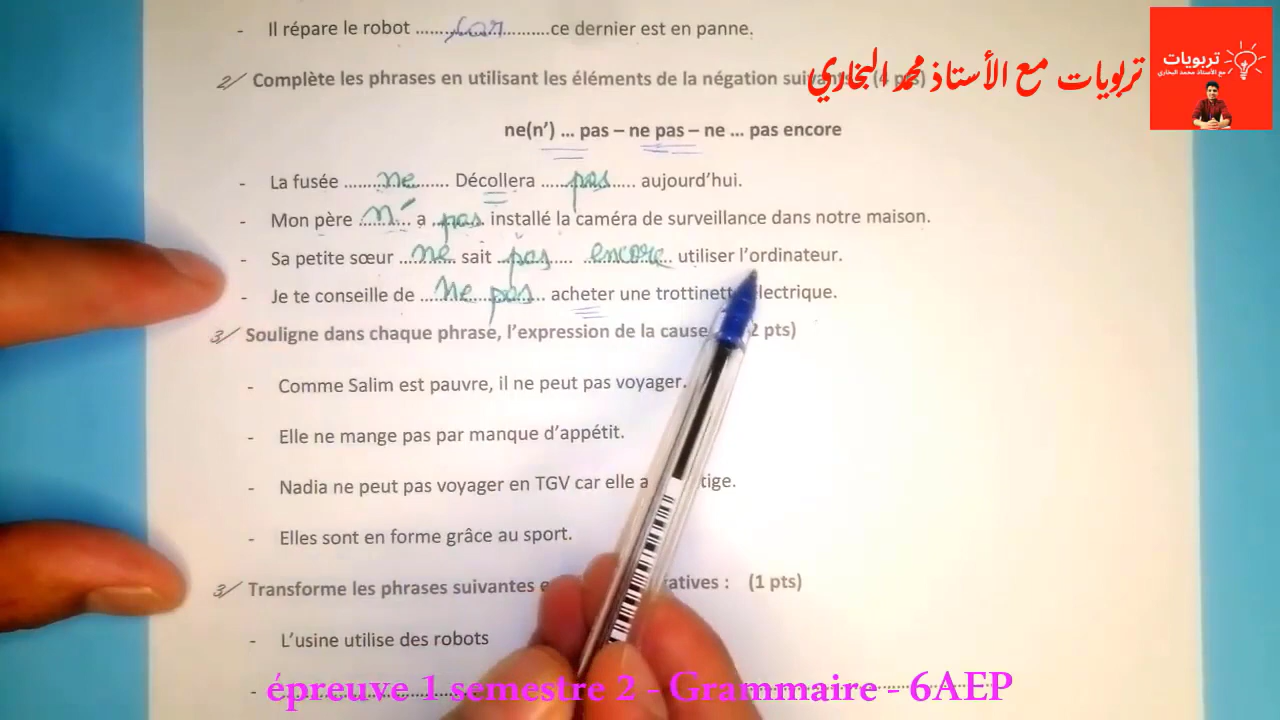 - Il répare le robot ........car.........ce dernier est en panne.
تربويات مع الأستاذ محمد البخاري
تربويات
مع الأستاذ محمد البخاري
2/ Complète les phrases en utilisant les éléments de la négation (4 pts)
ne(n') ... pas – ne pas – ne ... pas encore
- La fusée ......ne...... Décollera ......pas...... aujourd'hui.
- Mon père .....n'.... a ..pas.. installé la caméra de surveillance dans notre maison.
- Sa petite sœur ...ne... sait ..pas..... ..encore.. utiliser l'ordinateur.
- Je te conseille de ...ne pas... acheter une électrique.
3/ Souligne dans chaque phrase, l'expression de la cause 2 pts)
- Comme Salim est pauvre, il ne peut pas voyager.
- Elle ne mange pas par manque d'appétit.
- Nadia ne peut pas voyager en TGV car elle a
- Elles sont en forme grâce au sport.
3/ Transforme les phrases suivantes (1 pts)
- L'usine utilise des robots
- ................
épreuve 1 semestre 2 - Grammaire - 6AEP